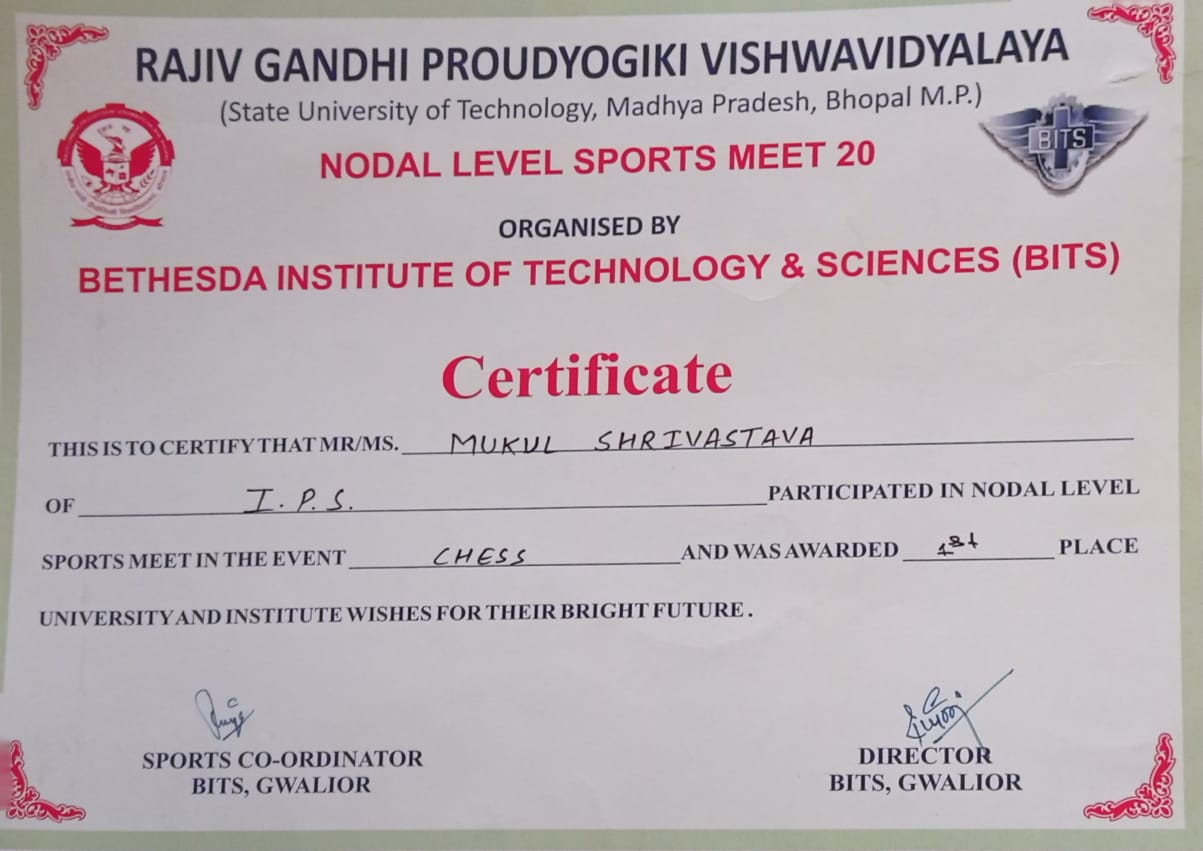 RAJIV GANDHI PROUDYOGIKI VISHWAVIDYALAYA
(State University of Technology, Madhya Pradesh, Bhopal M.P.)
BITS
NODAL LEVEL SPORTS MEET 20
ORGANISED BY
BETHESDA INSTITUTE OF TECHNOLOGY & SCIENCES (BITS)
Certificate
THIS IS TO CERTIFY THAT MR/MS. MUKUL SHRIVASTAVA
OF I.P.S. PARTICIPATED IN NODAL LEVEL
SPORTS MEET IN THE EVENT CHESS AND WAS AWARDED 1st PLACE
UNIVERSITY AND INSTITUTE WISHES FOR THEIR BRIGHT FUTURE.
SPORTS CO-ORDINATOR
BITS, GWALIOR
DIRECTOR
BITS, GWALIOR